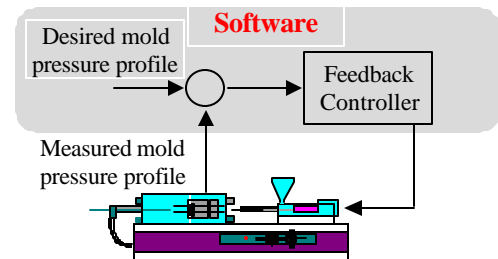 Software
Desired mold
pressure profile
Feedback
Controller
Measured mold
pressure profile